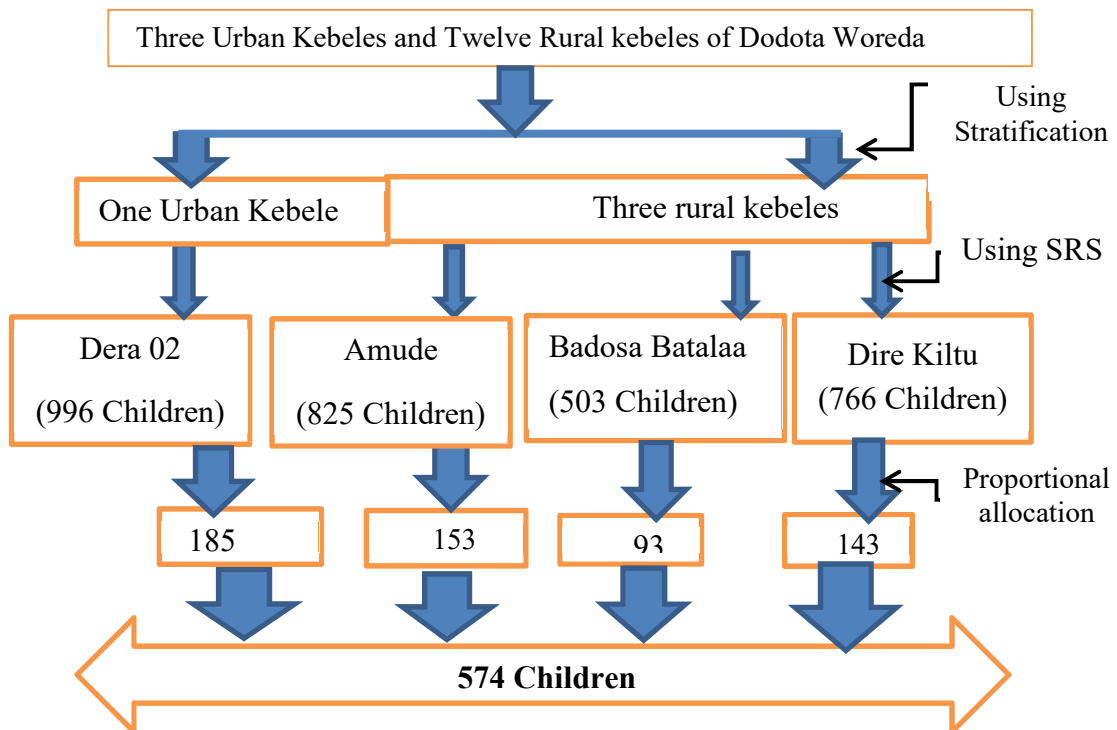 Three Urban Kebeles and Twelve Rural kebeles of Dodota Woreda
Using
Stratification
One Urban Kebele
Three rural kebeles
Using SRS
Dera 02
(996 Children)
Amude
(825 Children)
Badosa Batalaa
(503 Children)
Dire Kiltu
(766 Children)
Proportional
allocation
185
153
93
143
574 Children